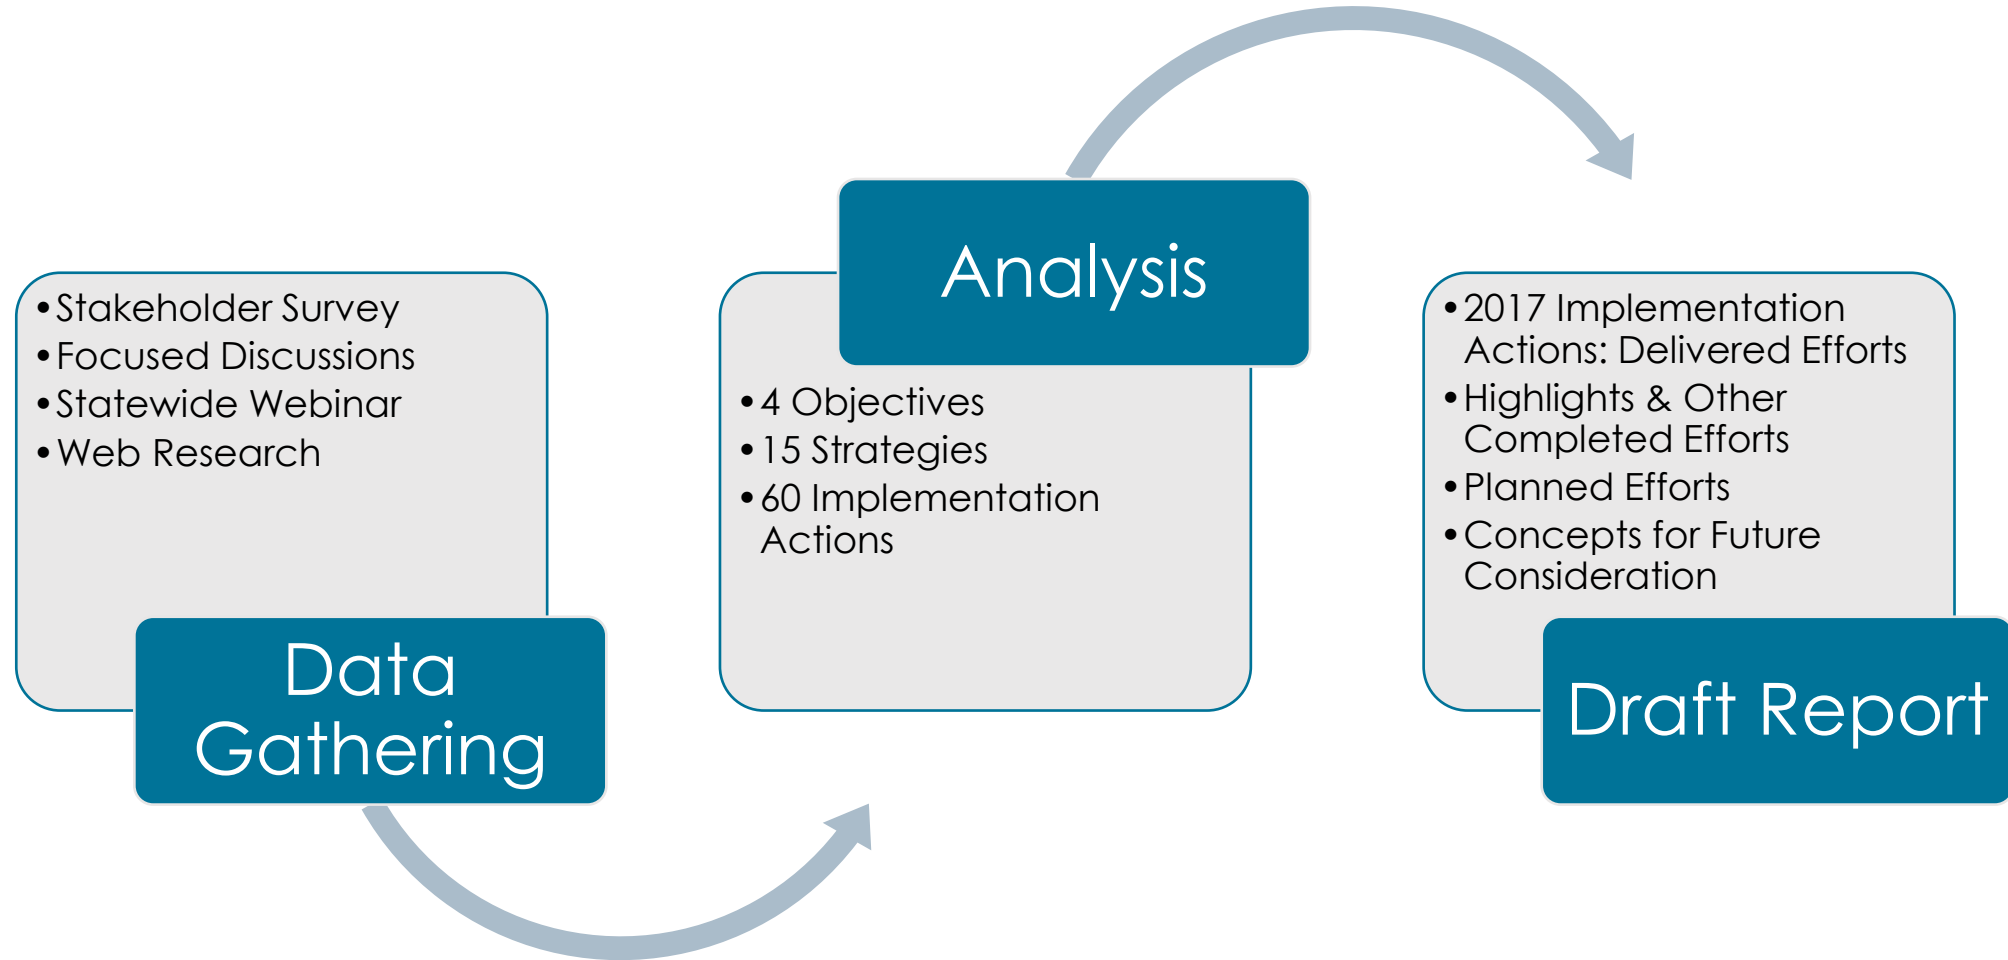 •Stakeholder Survey
•Focused Discussions
•Statewide Webinar
•Web Research
Data
Gathering
Analysis
•4 Objectives
•15 Strategies
•60 Implementation
Actions
•2017 Implementation
Actions: Delivered Efforts
•Highlights & Other
Completed Efforts
•Planned Efforts
•Concepts for Future
Consideration
Draft Report